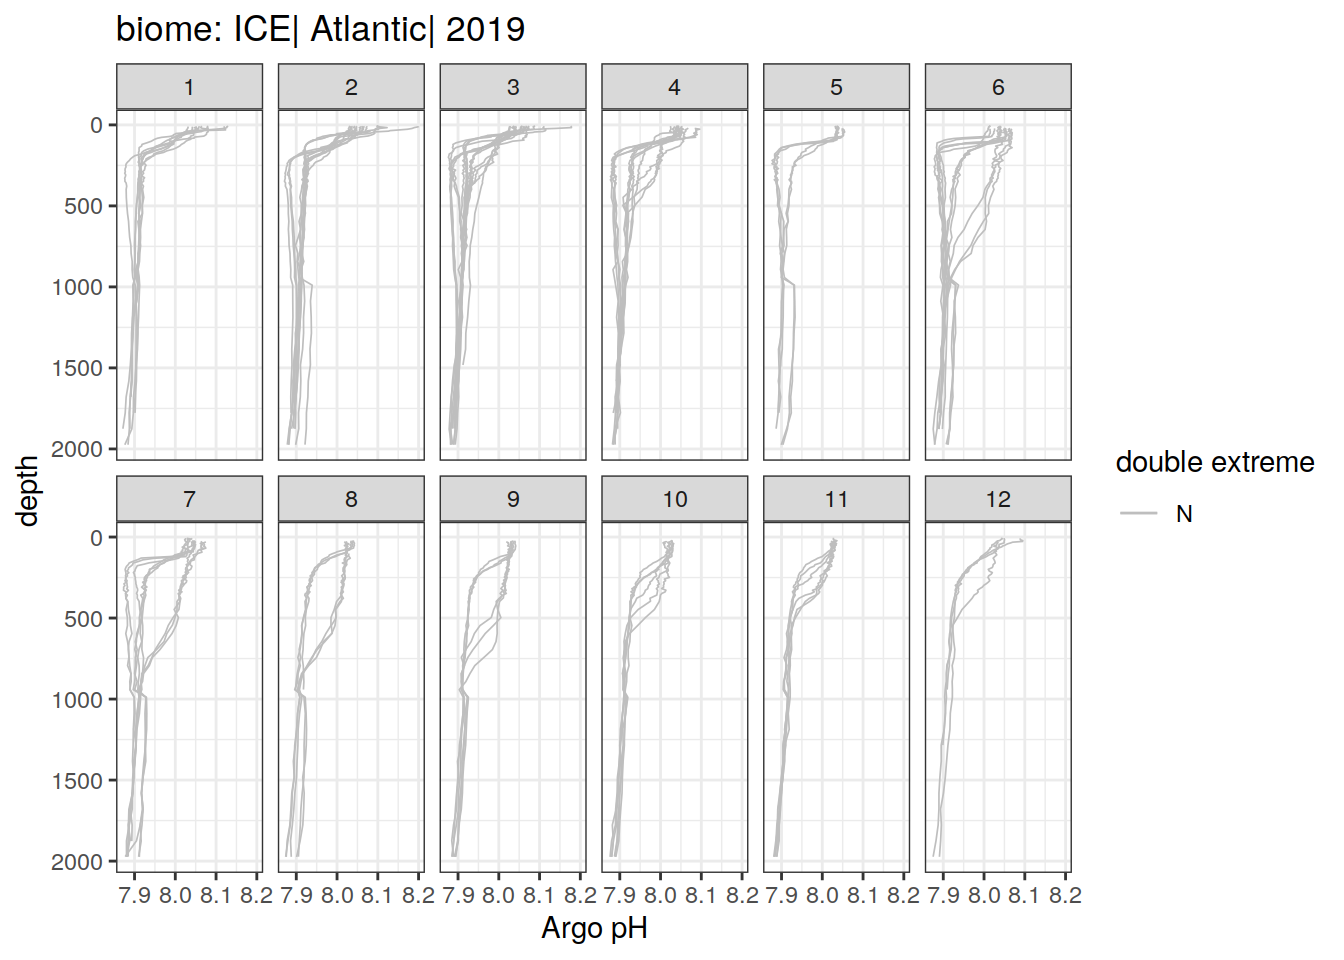 biome: ICE| Atlantic| 2019
1 2 3 4 5 6
0
500
1000
1500
2000
7 8 9 10 11 12
0
500
1000
1500
2000
7.9 8.0 8.1 8.2 7.9 8.0 8.1 8.2 7.9 8.0 8.1 8.2 7.9 8.0 8.1 8.2 7.9 8.0 8.1 8.2 7.9 8.0 8.1 8.2
Argo pH
depth
double extreme
N